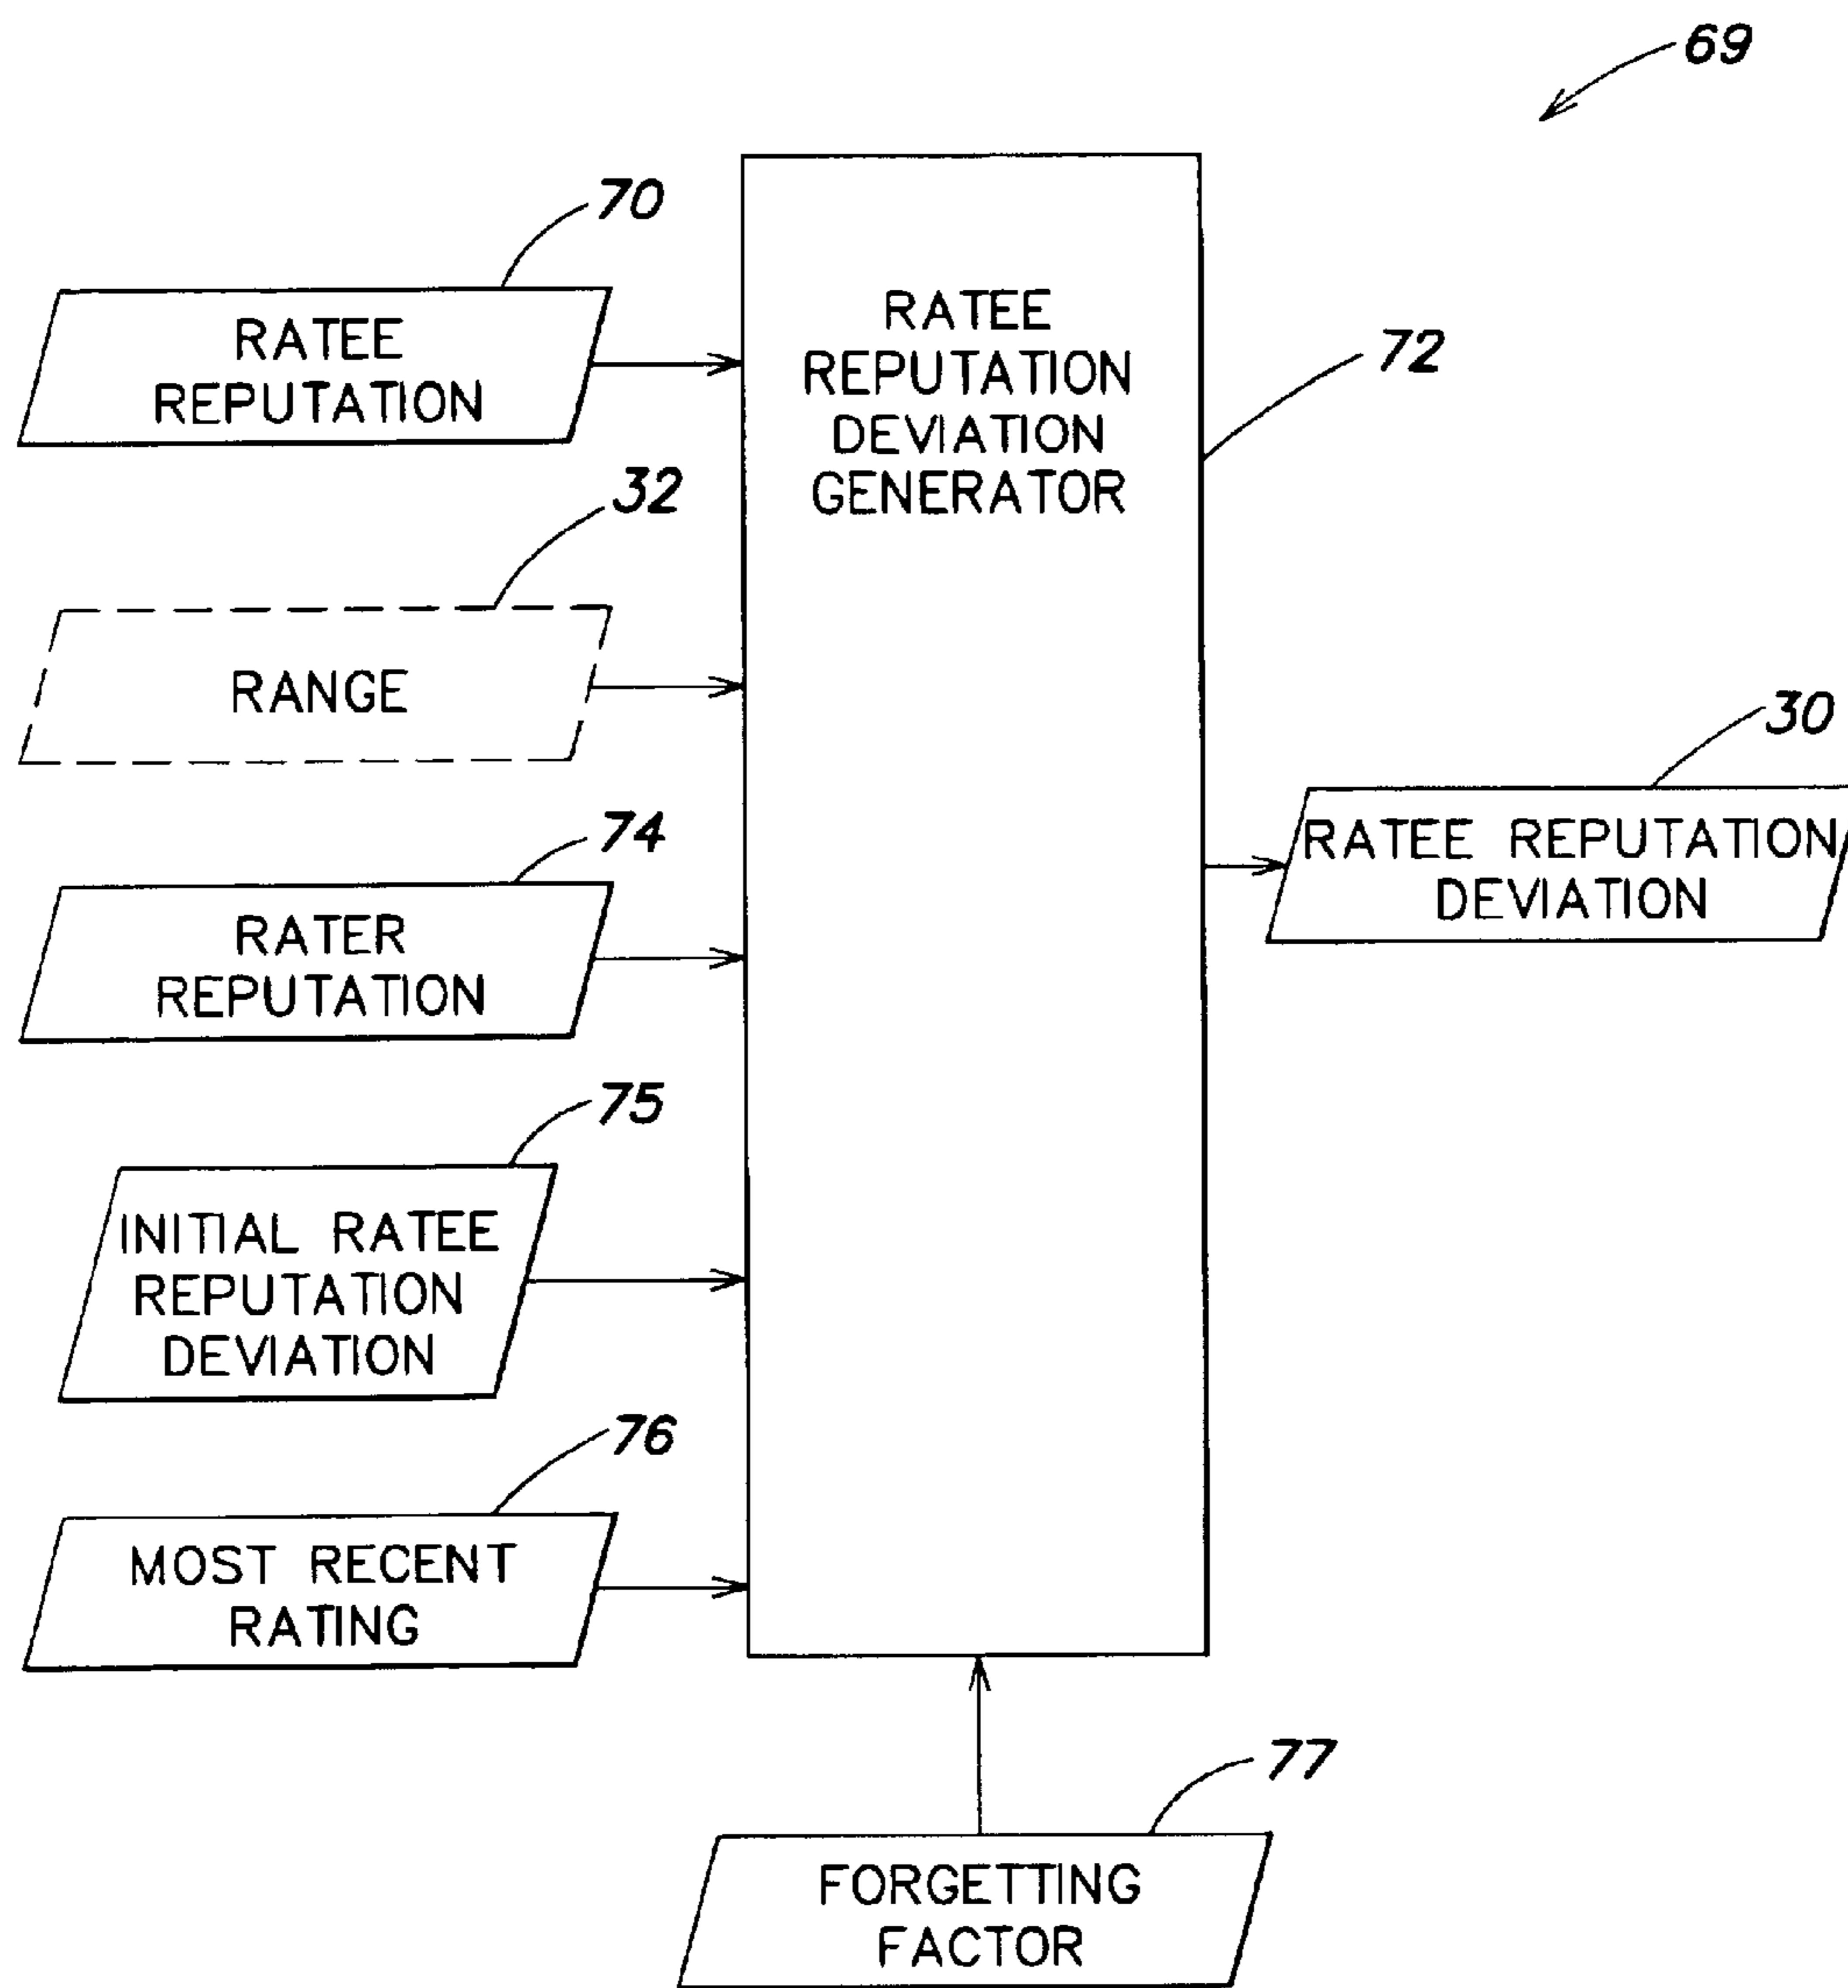 69
70
RATEE
REPUTATION
RATEE
REPUTATION
DEVIATION
GENERATOR
72
32
RANGE
30
RATEE REPUTATION
DEVIATION
74
RATER
REPUTATION
75
INITIAL RATEE
REPUTATION
DEVIATION
76
MOST RECENT
RATING
77
FORGETTING
FACTOR